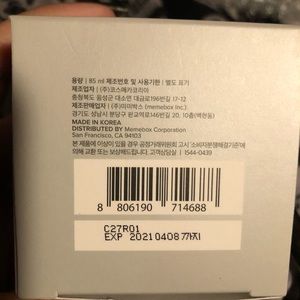 용량 | 85 ml 제조번호 및 사용기한 | 별도 표기
제조업자 | (주)코스메카코리아
충청북도 음성군 대소면 대금로196번길 17-12
제조판매업자 | (주)미미박스 (memebox Inc.)
경기도 성남시 분당구 판교역로146번길 20, 10층(백현동)
MADE IN KOREA
DISTRIBUTED BY Memebox Corporation
San Francisco, CA 94103
본 제품에 이상이 있을 경우 공정거래위원회 고시 '소비자분쟁해결기준'에
의해 교환 또는 보상해드립니다. 고객상담실 | 1544-0439
8 806190 714688
C27R01
EXP 20210408까지